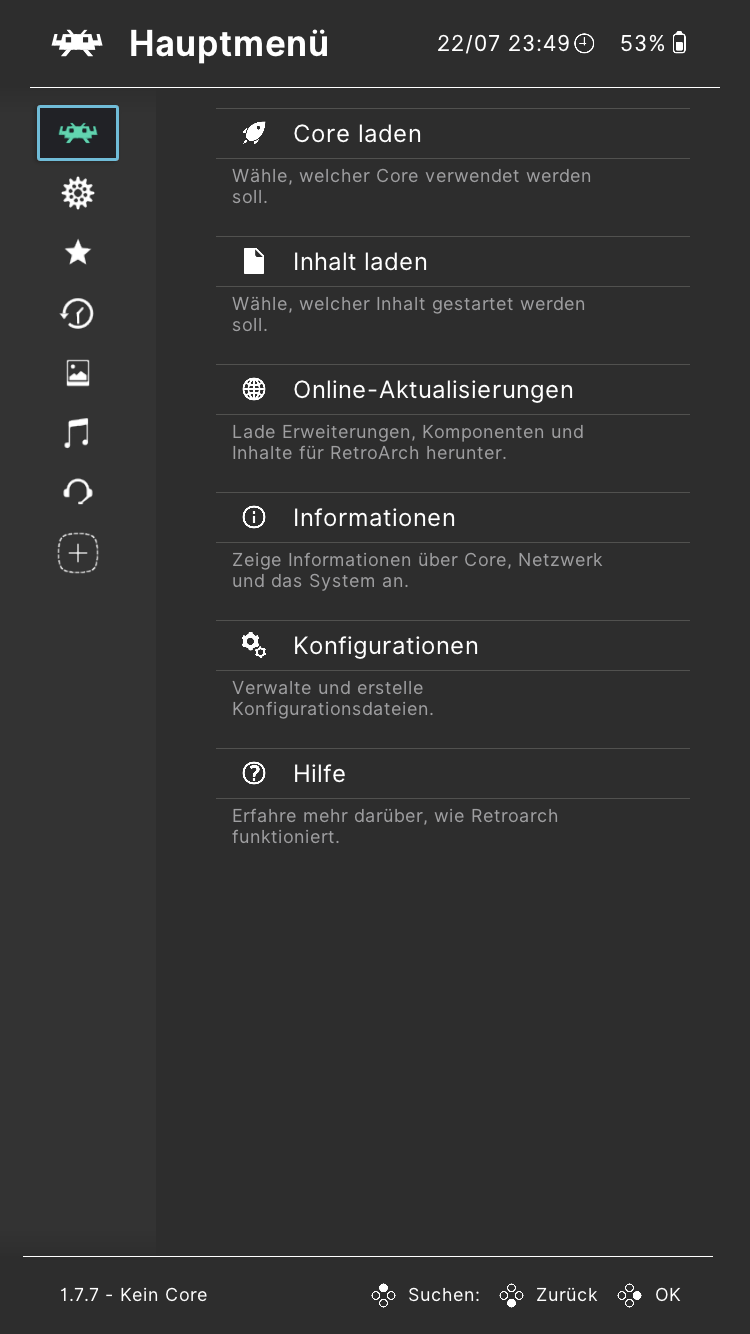 Hauptmenü
22/07 23:49 53%
Core laden
Wähle, welcher Core verwendet werden
soll.
Inhalt laden
Wähle, welcher Inhalt gestartet werden
soll.
Online-Aktualisierungen
Lade Erweiterungen, Komponenten und
Inhalte für RetroArch herunter.
Informationen
Zeige Informationen über Core, Netzwerk
und das System an.
Konfigurationen
Verwalte und erstelle
Konfigurationsdateien.
Hilfe
Erfahre mehr darüber, wie Retroarch
funktioniert.
1.7.7 - Kein Core
Suchen: Zurück OK